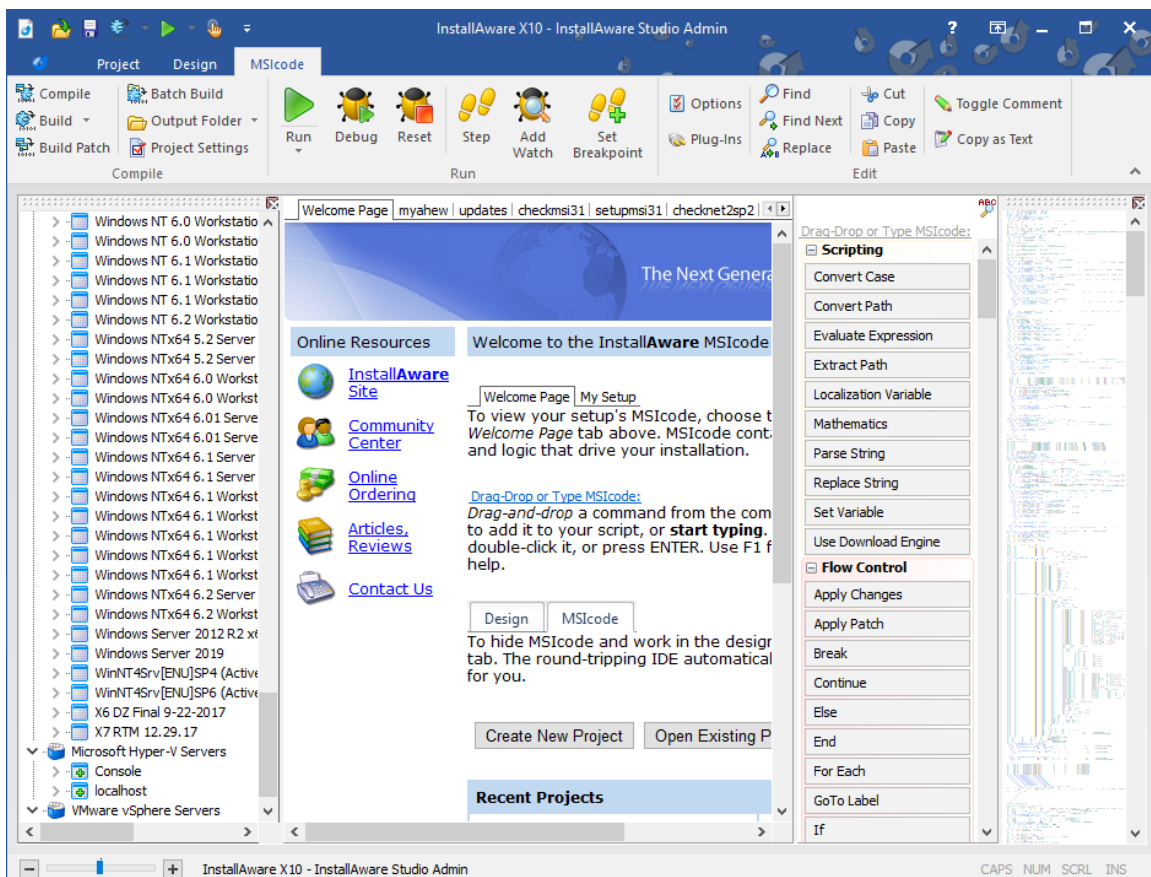 InstallAware X10 - InstallAware Studio Admin
Project Design MSIcode
Compile Batch Build
Build Output Folder
Build Patch Project Settings
Compile
Run Debug Reset Step Add Watch Set Breakpoint
Run
Options
Plug-Ins
Find Cut Toggle Comment
Find Next Copy Copy as Text
Replace Paste
Edit
Windows NT 6.0 Workstatio
Windows NT 6.0 Workstatio
Windows NT 6.1 Workstatio
Windows NT 6.1 Workstatio
Windows NT 6.1 Workstatio
Windows NT 6.2 Workstatio
Windows NTx64 5.2 Server
Windows NTx64 5.2 Server
Windows NTx64 6.0 Workst
Windows NTx64 6.0 Workst
Windows NTx64 6.01 Serve
Windows NTx64 6.01 Serve
Windows NTx64 6.1 Server
Windows NTx64 6.1 Server
Windows NTx64 6.1 Workst
Windows NTx64 6.1 Workst
Windows NTx64 6.1 Workst
Windows NTx64 6.1 Workst
Windows NTx64 6.1 Workst
Windows NTx64 6.2 Server
Windows NTx64 6.2 Workst
Windows Server 2012 R2 x6
Windows Server 2019
WinNT4Srv[ENU]SP4 (Active
WinNT4Srv[ENU]SP6 (Active
X6 DZ Final 9-22-2017
X7 RTM 12.29.17
Microsoft Hyper-V Servers
Console
localhost
VMware vSphere Servers
Welcome Page myahew updates checkmsi31 setupmsi31 checknet2sp2
The Next Genera
Online Resources
InstallAware
Site
Community
Center
Online
Ordering
Articles,
Reviews
Contact Us
Welcome to the InstallAware MSIcode
Welcome Page My Setup
To view your setup's MSIcode, choose t
Welcome Page tab above. MSIcode cont
and logic that drive your installation.
Drag-Drop or Type MSIcode:
Drag-and-drop a command from the com
to add it to your script, or start typing.
double-click it, or press ENTER. Use F1 f
help.
Design MSIcode
To hide MSIcode and work in the design
tab. The round-tripping IDE automatical
for you.
Create New Project Open Existing P
Recent Projects
ABC
Drag-Drop or Type MSIcode:
Scripting
Convert Case
Convert Path
Evaluate Expression
Extract Path
Localization Variable
Mathematics
Parse String
Replace String
Set Variable
Use Download Engine
Flow Control
Apply Changes
Apply Patch
Break
Continue
Else
End
For Each
GoTo Label
If
InstallAware X10 - InstallAware Studio Admin
CAPS NUM SCRL INS